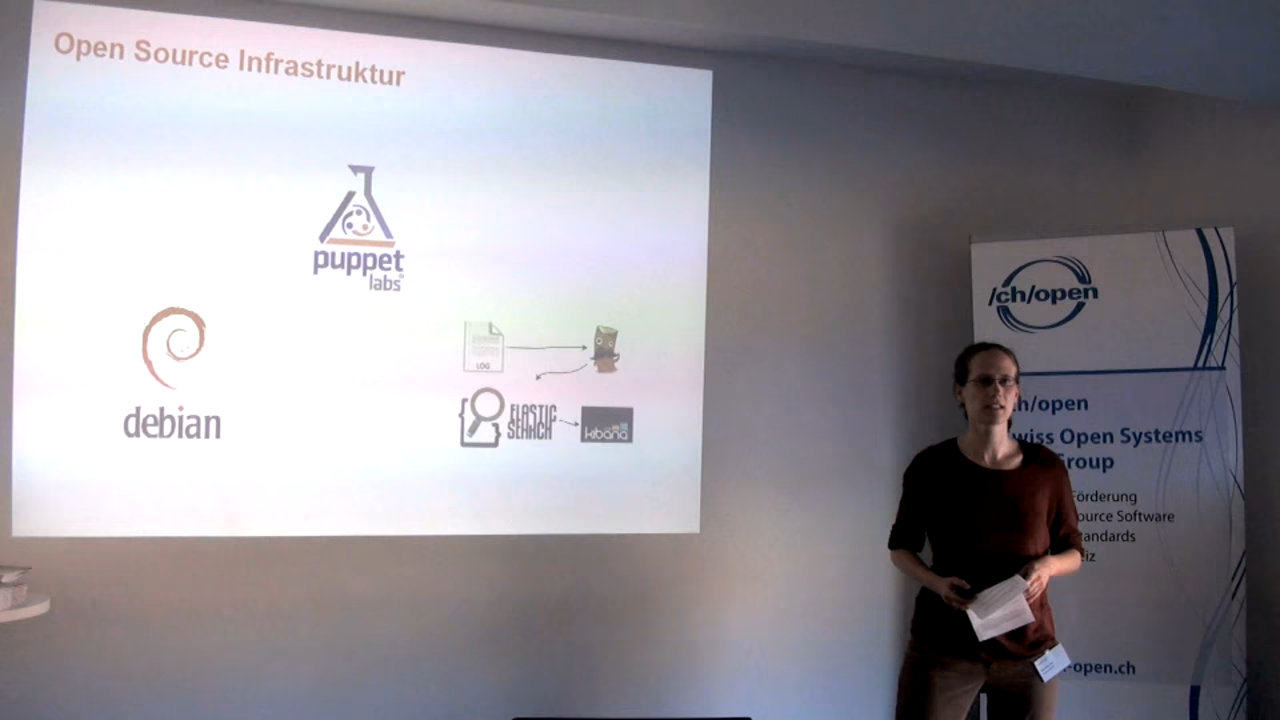 Open Source Infrastruktur
puppet
labs
debian
LOG
ELASTIC
SEARCH
kibana
/ch/open
ch/open
wiss Open Systems
Group
Förderung
ource Software
tandards
eiz
-open.ch